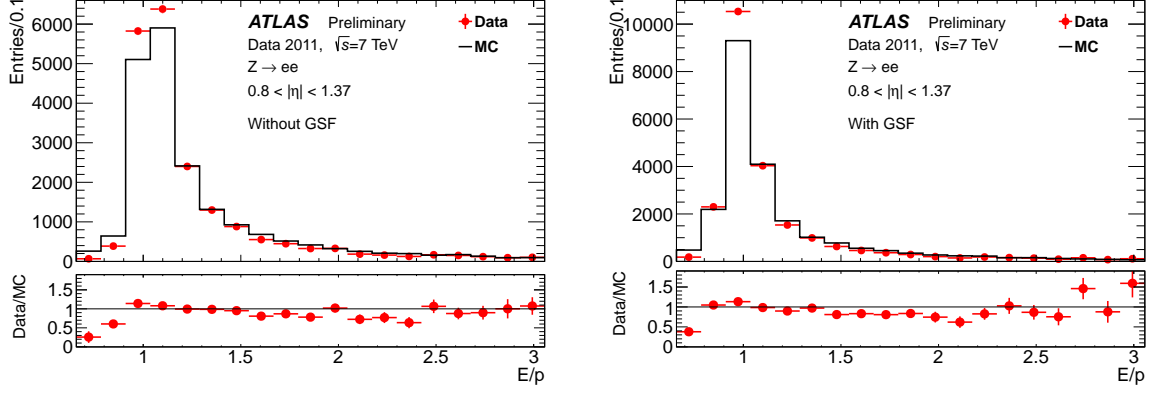 Entries/0.1
6000
5000
4000
3000
2000
1000
0
ATLAS Preliminary
Data 2011, √s=7 TeV
Z → ee
0.8 < |η| < 1.37
Without GSF
Data
MC
Data/MC
1.5
1
0.5
0
1 1.5 2 2.5 3
E/p
Entries/0.1
10000
8000
6000
4000
2000
0
ATLAS Preliminary
Data 2011, √s=7 TeV
Z → ee
0.8 < |η| < 1.37
With GSF
Data
MC
Data/MC
1.5
1
0.5
0
1 1.5 2 2.5 3
E/p